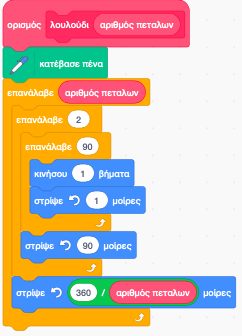 ορισμός λουλούδι αριθμός πεταλων
κατέβασε πένα
επανάλαβε αριθμός πεταλων
επανάλαβε 2
επανάλαβε 90
κινήσου 1 βήματα
στρίψε 1 μοίρες
στρίψε 90 μοίρες
στρίψε 360 / αριθμός πεταλων μοίρες